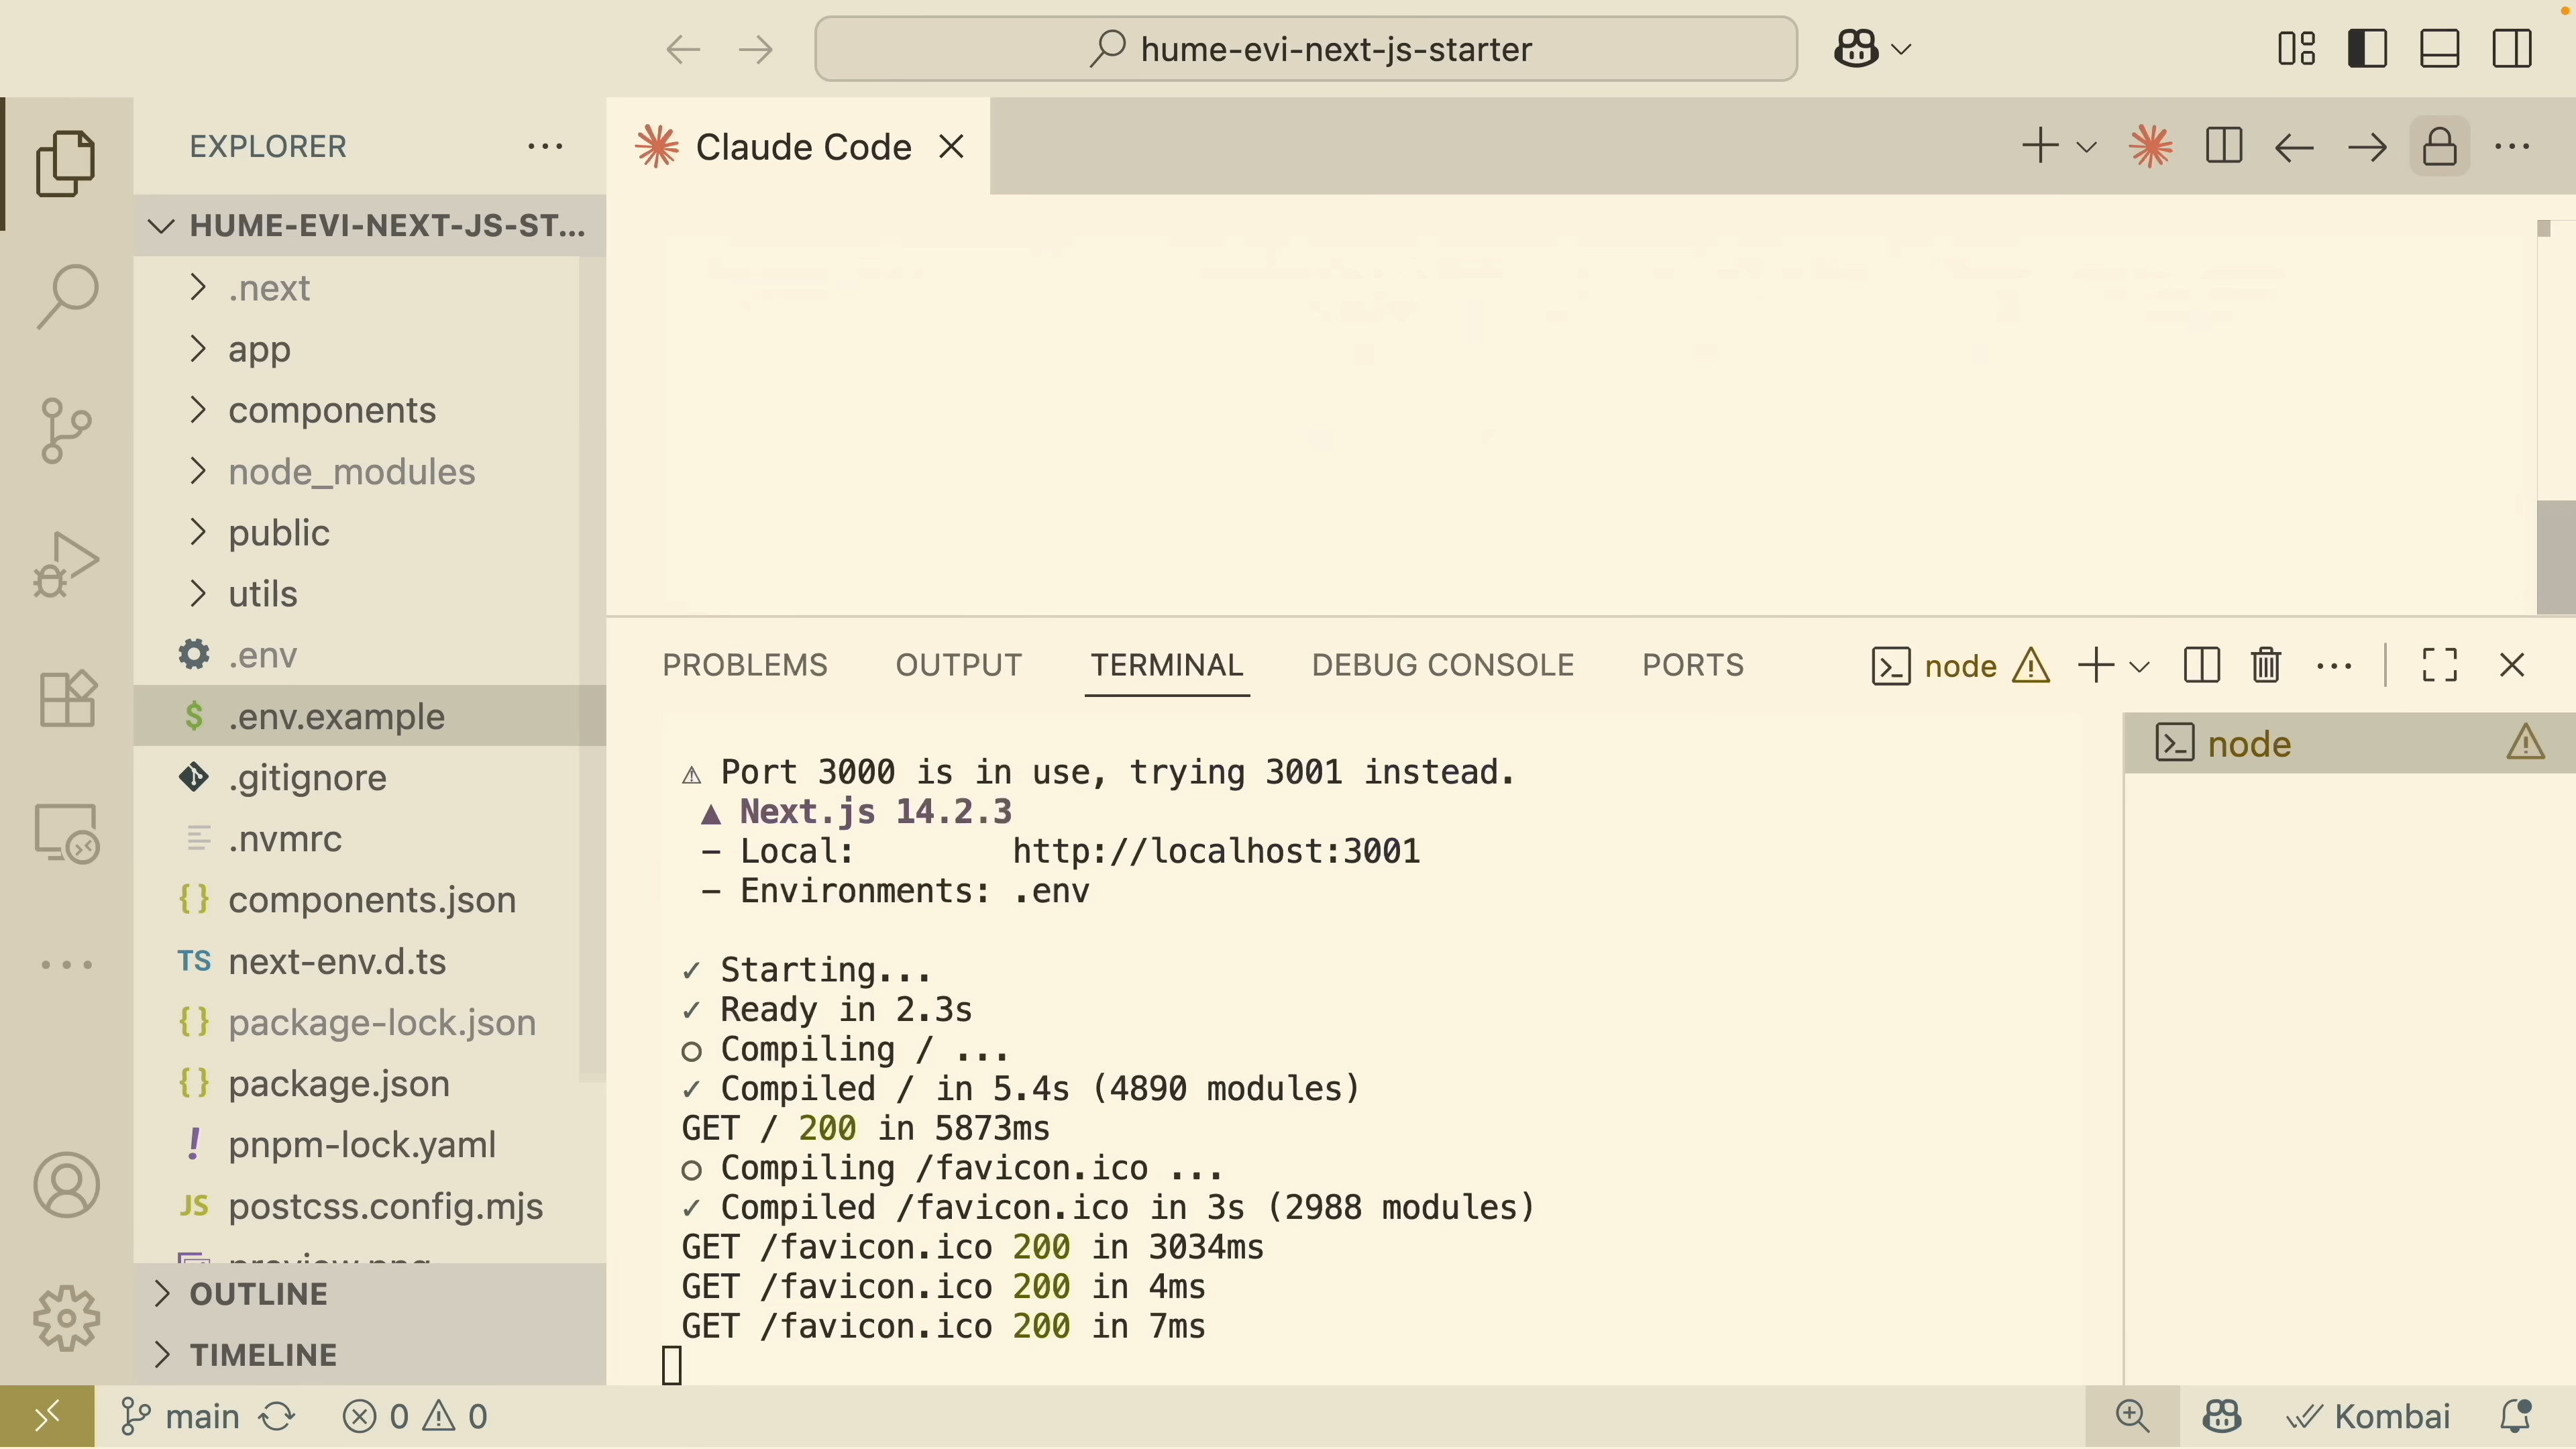 hume-evi-next-js-starter
EXPLORER
HUME-EVI-NEXT-JS-ST...
.next
app
components
node_modules
public
utils
.env
$ .env.example
.gitignore
.nvmrc
{} components.json
TS next-env.d.ts
{} package-lock.json
{} package.json
! pnpm-lock.yaml
JS postcss.config.mjs
preview.png
OUTLINE
TIMELINE
Claude Code
PROBLEMS OUTPUT TERMINAL DEBUG CONSOLE PORTS
node
node
⚠ Port 3000 is in use, trying 3001 instead.
▲ Next.js 14.2.3
- Local: http://localhost:3001
- Environments: .env
✓ Starting...
✓ Ready in 2.3s
○ Compiling / ...
✓ Compiled / in 5.4s (4890 modules)
GET / 200 in 5873ms
○ Compiling /favicon.ico ...
✓ Compiled /favicon.ico in 3s (2988 modules)
GET /favicon.ico 200 in 3034ms
GET /favicon.ico 200 in 4ms
GET /favicon.ico 200 in 7ms
main 0 0 Kombai